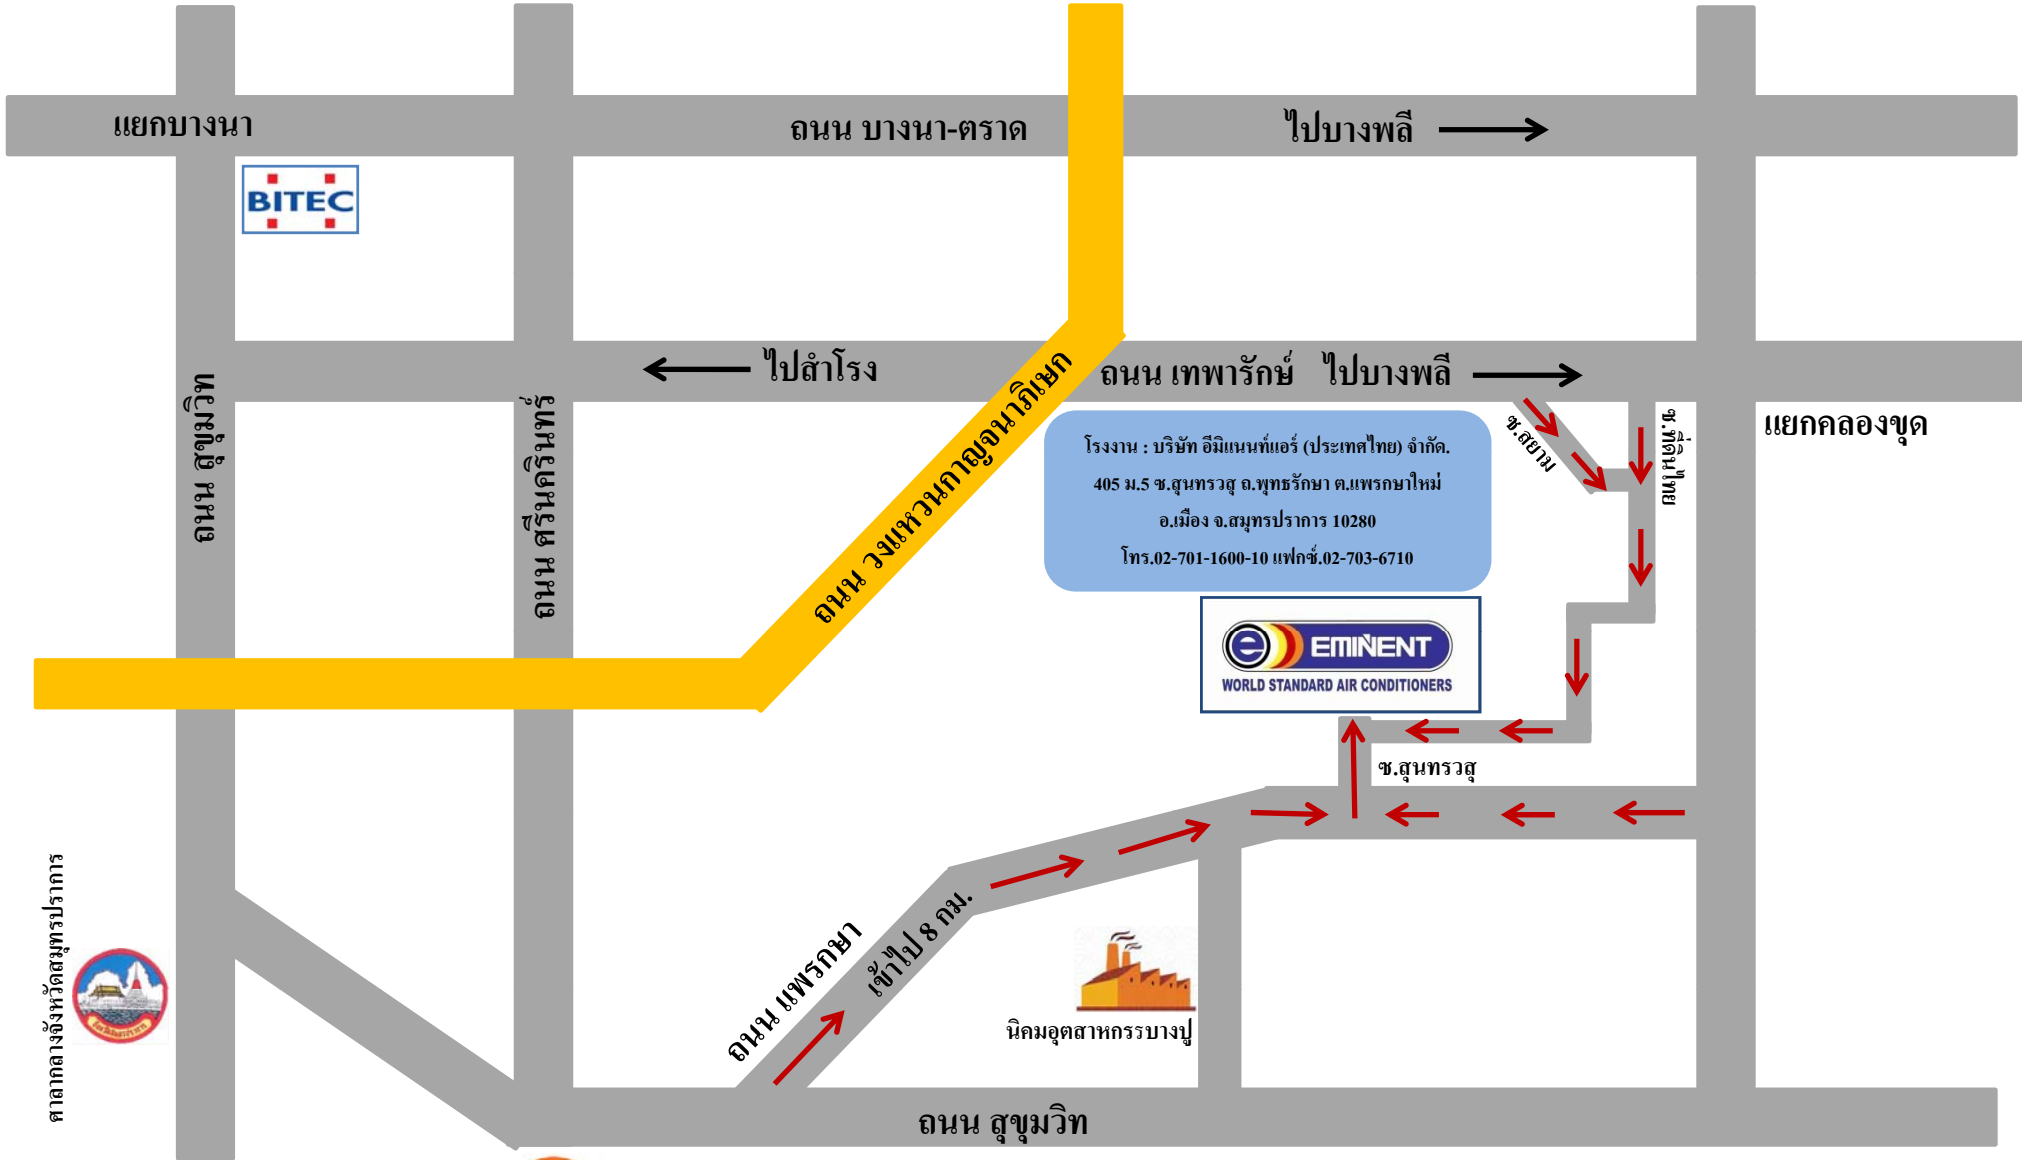 แยกบางนา
ถนน บางนา-ตราด
ไปบางพลี
BITEC
ไปสำโรง
ถนน เทพารักษ์
ไปบางพลี
ถนน สุขุมวิท
ถนน ศรีนครินทร์
ถนน วงแหวนกาญจนาภิเษก
ซ.สยาม
ซ.ที่ดินไทย
แยกคลองขุด
โรงงาน : บริษัท อีมิแนนท์แอร์ (ประเทศไทย) จำกัด.
405 ม.5 ซ.สุนทรวสุ ถ.พุทธรักษา ต.แพรกษาใหม่
อ.เมือง จ.สมุทรปราการ 10280
โทร.02-701-1600-10 แฟกซ์.02-703-6710
e EMINENT
WORLD STANDARD AIR CONDITIONERS
ซ.สุนทรวสุ
ศาลากลางจังหวัดสมุทรปราการ
ถนน แพรกษา
เข้าไป 8 กม.
นิคมอุตสาหกรรบางปู
ถนน สุขุมวิท